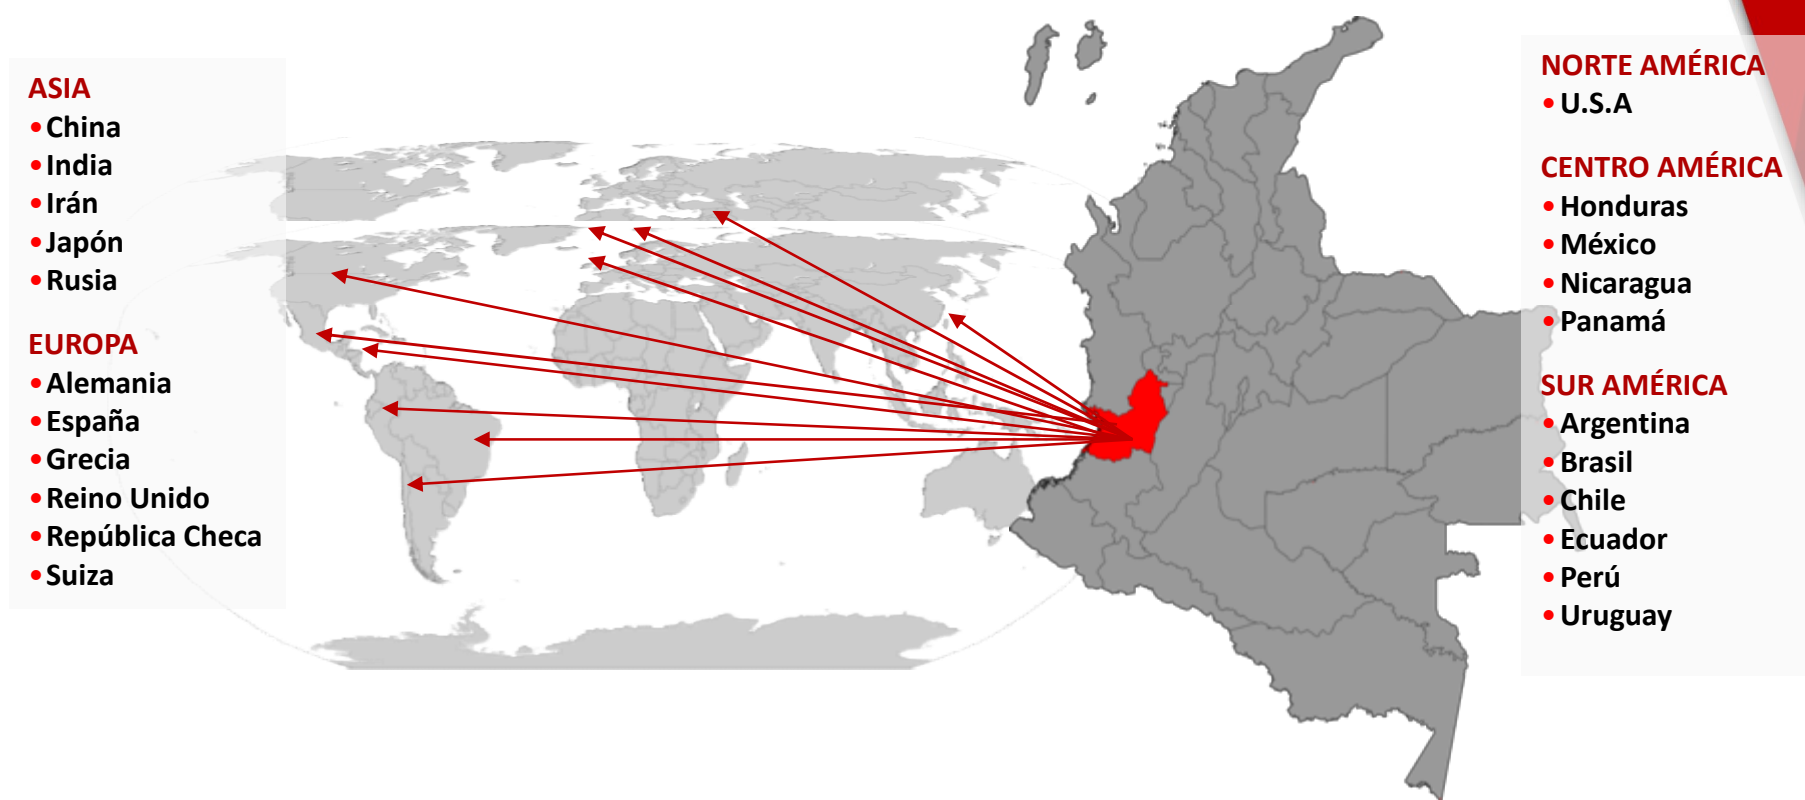 ASIA
•China
•India
•Irán
•Japón
•Rusia
EUROPA
•Alemania
•España
•Grecia
•Reino Unido
•República Checa
•Suiza
NORTE AMÉRICA
•U.S.A
CENTRO AMÉRICA
•Honduras
•México
•Nicaragua
•Panamá
SUR AMÉRICA
•Argentina
•Brasil
•Chile
•Ecuador
•Perú
•Uruguay